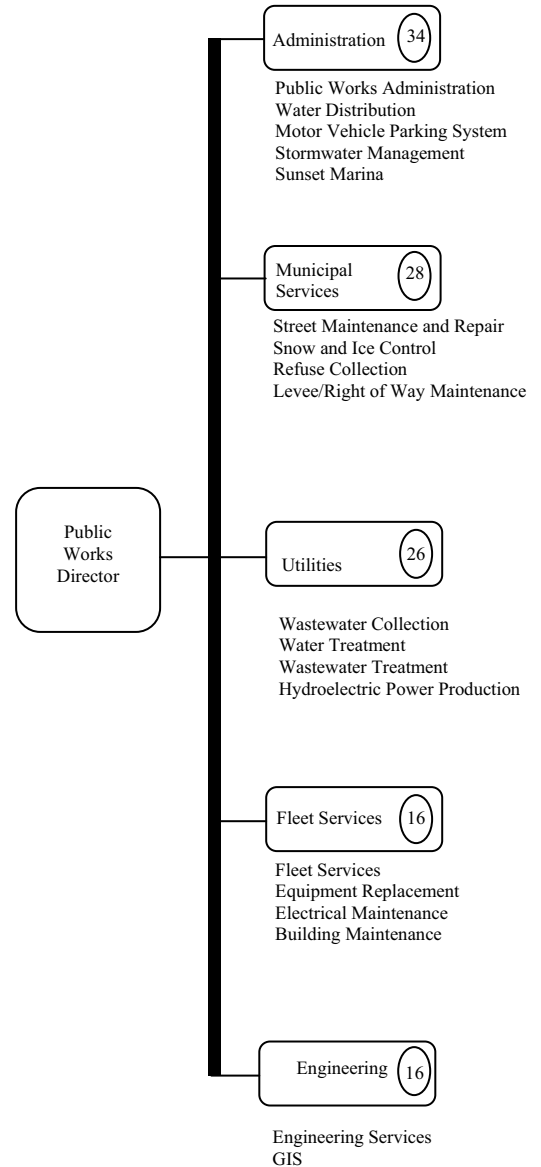 Administration 34
Public Works Administration
Water Distribution
Motor Vehicle Parking System
Stormwater Management
Sunset Marina
Municipal
Services
28
Street Maintenance and Repair
Snow and Ice Control
Refuse Collection
Levee/Right of Way Maintenance
Public
Works
Director
Utilities 26
Wastewater Collection
Water Treatment
Wastewater Treatment
Hydroelectric Power Production
Fleet Services 16
Fleet Services
Equipment Replacement
Electrical Maintenance
Building Maintenance
Engineering 16
Engineering Services
GIS